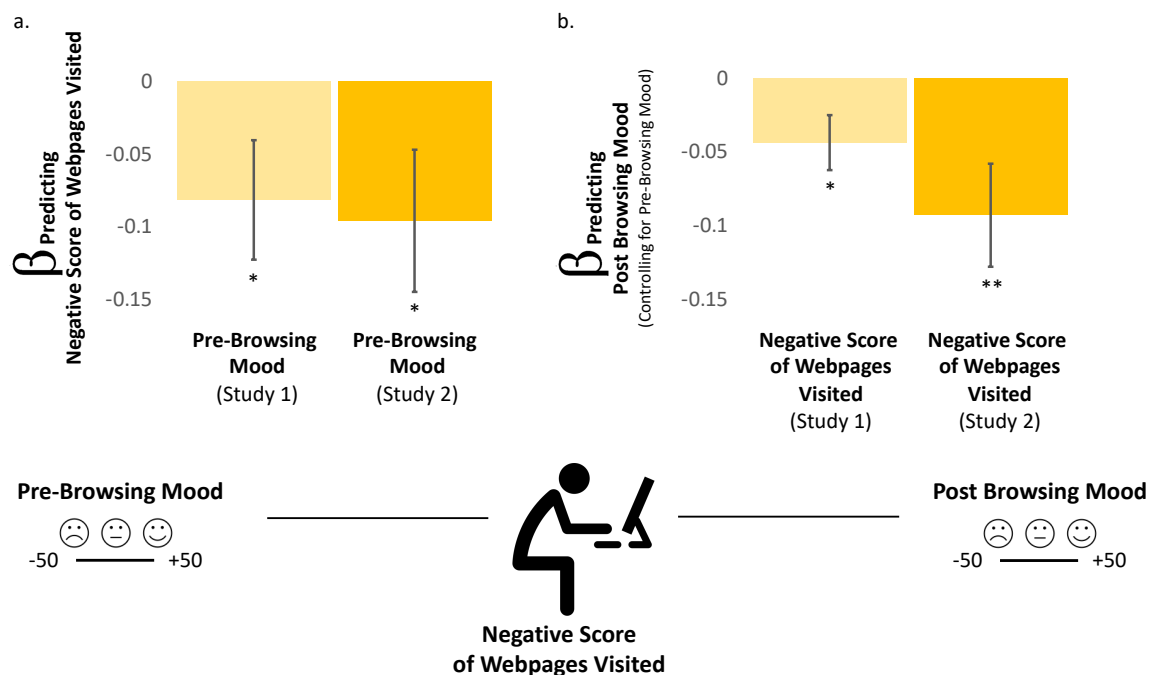 a.
β Predicting
Negative Score of Webpages Visited
0
-0.05
-0.1
-0.15
*
*
Pre-Browsing
Mood
(Study 1)
Pre-Browsing
Mood
(Study 2)
b.
β Predicting
Post Browsing Mood
(Controlling for Pre-Browsing Mood)
0
-0.05
-0.1
-0.15
*
**
Negative Score
of Webpages
Visited
(Study 1)
Negative Score
of Webpages
Visited
(Study 2)
Pre-Browsing Mood
-50 +50
Negative Score
of Webpages Visited
Post Browsing Mood
-50 +50